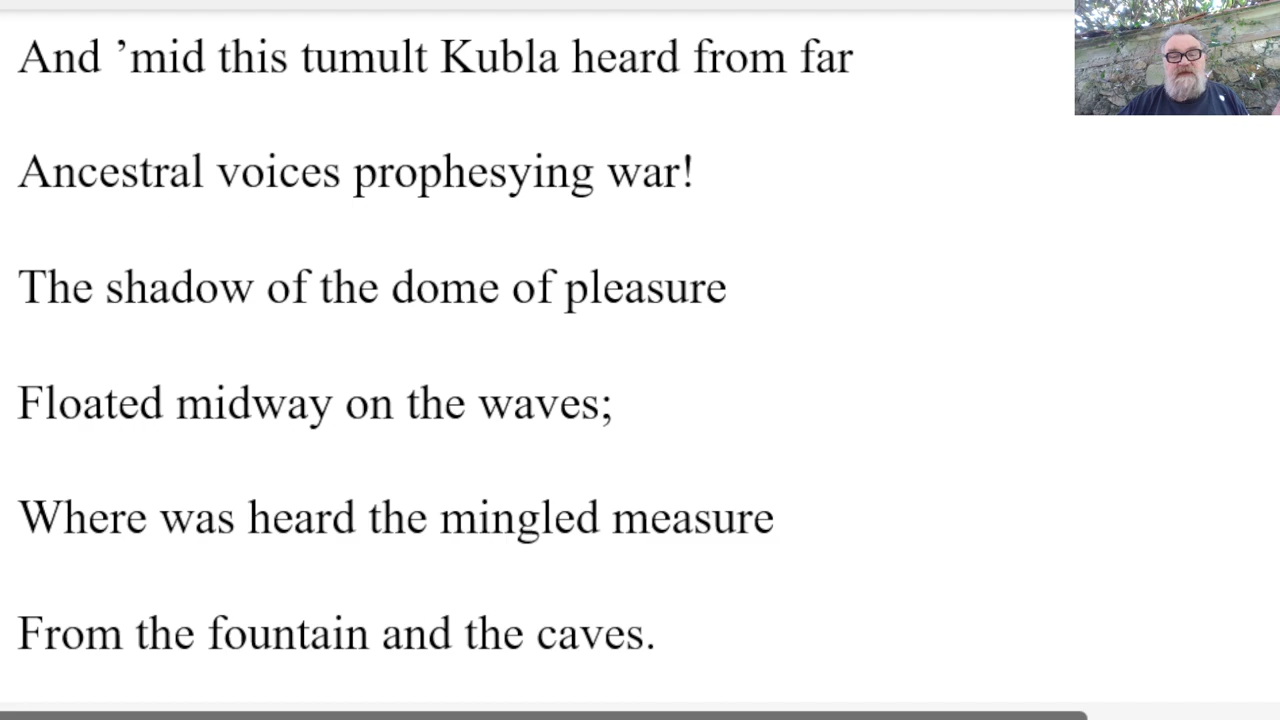 And ’mid this tumult Kubla heard from far
Ancestral voices prophesying war!
The shadow of the dome of pleasure
Floated midway on the waves;
Where was heard the mingled measure
From the fountain and the caves.